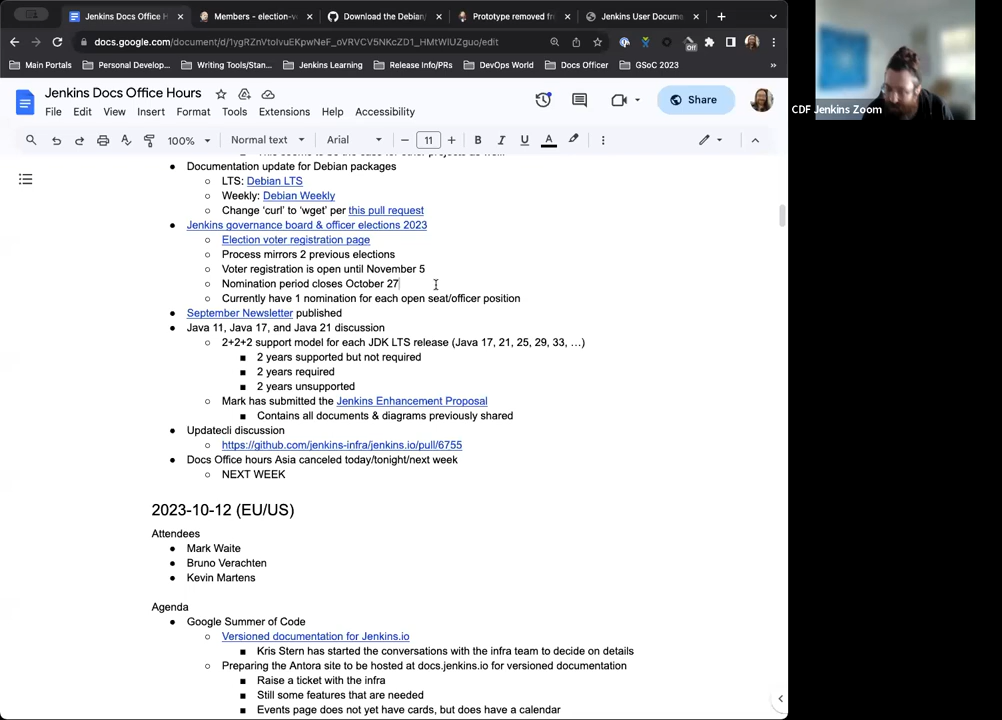 Jenkins Docs Office H
Members - election-v
Download the Debian
Prototype removed fr
Jenkins User Docume
docs.google.com/document/d/1ygRZnVtoIvuEKpwNeF_oVRVCV5NKcZD1_HMtWlUZguo/edit
Off
Main Portals
Personal Develop...
Writing Tools/Stan...
Jenkins Learning
Release Info/PRs
DevOps World
Docs Officer
GSoC 2023
CDF Jenkins Zoom
Jenkins Docs Office Hours
Share
File Edit View Insert Format Tools Extensions Help Accessibility
100% Normal text Arial 11 B I U A
Documentation update for Debian packages
LTS: Debian LTS
Weekly: Debian Weekly
Change ‘curl’ to ‘wget’ per this pull request
Jenkins governance board & officer elections 2023
Election voter registration page
Process mirrors 2 previous elections
Voter registration is open until November 5
Nomination period closes October 27
Currently have 1 nomination for each open seat/officer position
September Newsletter published
Java 11, Java 17, and Java 21 discussion
2+2+2 support model for each JDK LTS release (Java 17, 21, 25, 29, 33, …)
2 years supported but not required
2 years required
2 years unsupported
Mark has submitted the Jenkins Enhancement Proposal
Contains all documents & diagrams previously shared
Updatecli discussion
https://github.com/jenkins-infra/jenkins.io/pull/6755
Docs Office hours Asia canceled today/tonight/next week
NEXT WEEK
2023-10-12 (EU/US)
Attendees
Mark Waite
Bruno Verachten
Kevin Martens
Agenda
Google Summer of Code
Versioned documentation for Jenkins.io
Kris Stern has started the conversations with the infra team to decide on details
Preparing the Antora site to be hosted at docs.jenkins.io for versioned documentation
Raise a ticket with the infra
Still some features that are needed
Events page does not yet have cards, but does have a calendar